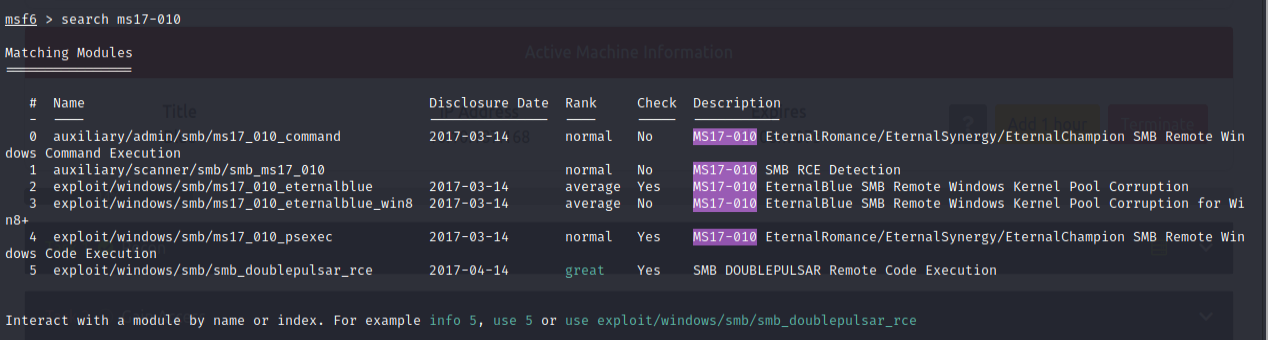 msf6 > search ms17-010
Active Machine Information
Matching Modules
Title IP Address Expires
# Name Disclosure Date Rank Check Description
- ---- --------------- ---- ----- -----------
? Add 1 hour Terminate
0 auxiliary/admin/smb/ms17_010_command 2017-03-14 normal No MS17-010 EternalRomance/EternalSynergy/EternalChampion SMB Remote Win
dows Command Execution
1 auxiliary/scanner/smb/smb_ms17_010 normal No MS17-010 SMB RCE Detection
2 exploit/windows/smb/ms17_010_eternalblue 2017-03-14 average Yes MS17-010 EternalBlue SMB Remote Windows Kernel Pool Corruption
3 exploit/windows/smb/ms17_010_eternalblue_win8 2017-03-14 average No MS17-010 EternalBlue SMB Remote Windows Kernel Pool Corruption for Wi
n8+
4 exploit/windows/smb/ms17_010_psexec 2017-03-14 normal Yes MS17-010 EternalRomance/EternalSynergy/EternalChampion SMB Remote Win
dows Code Execution
5 exploit/windows/smb/smb_doublepulsar_rce 2017-04-14 great Yes SMB DOUBLEPULSAR Remote Code Execution
Interact with a module by name or index. For example info 5, use 5 or use exploit/windows/smb/smb_doublepulsar_rce